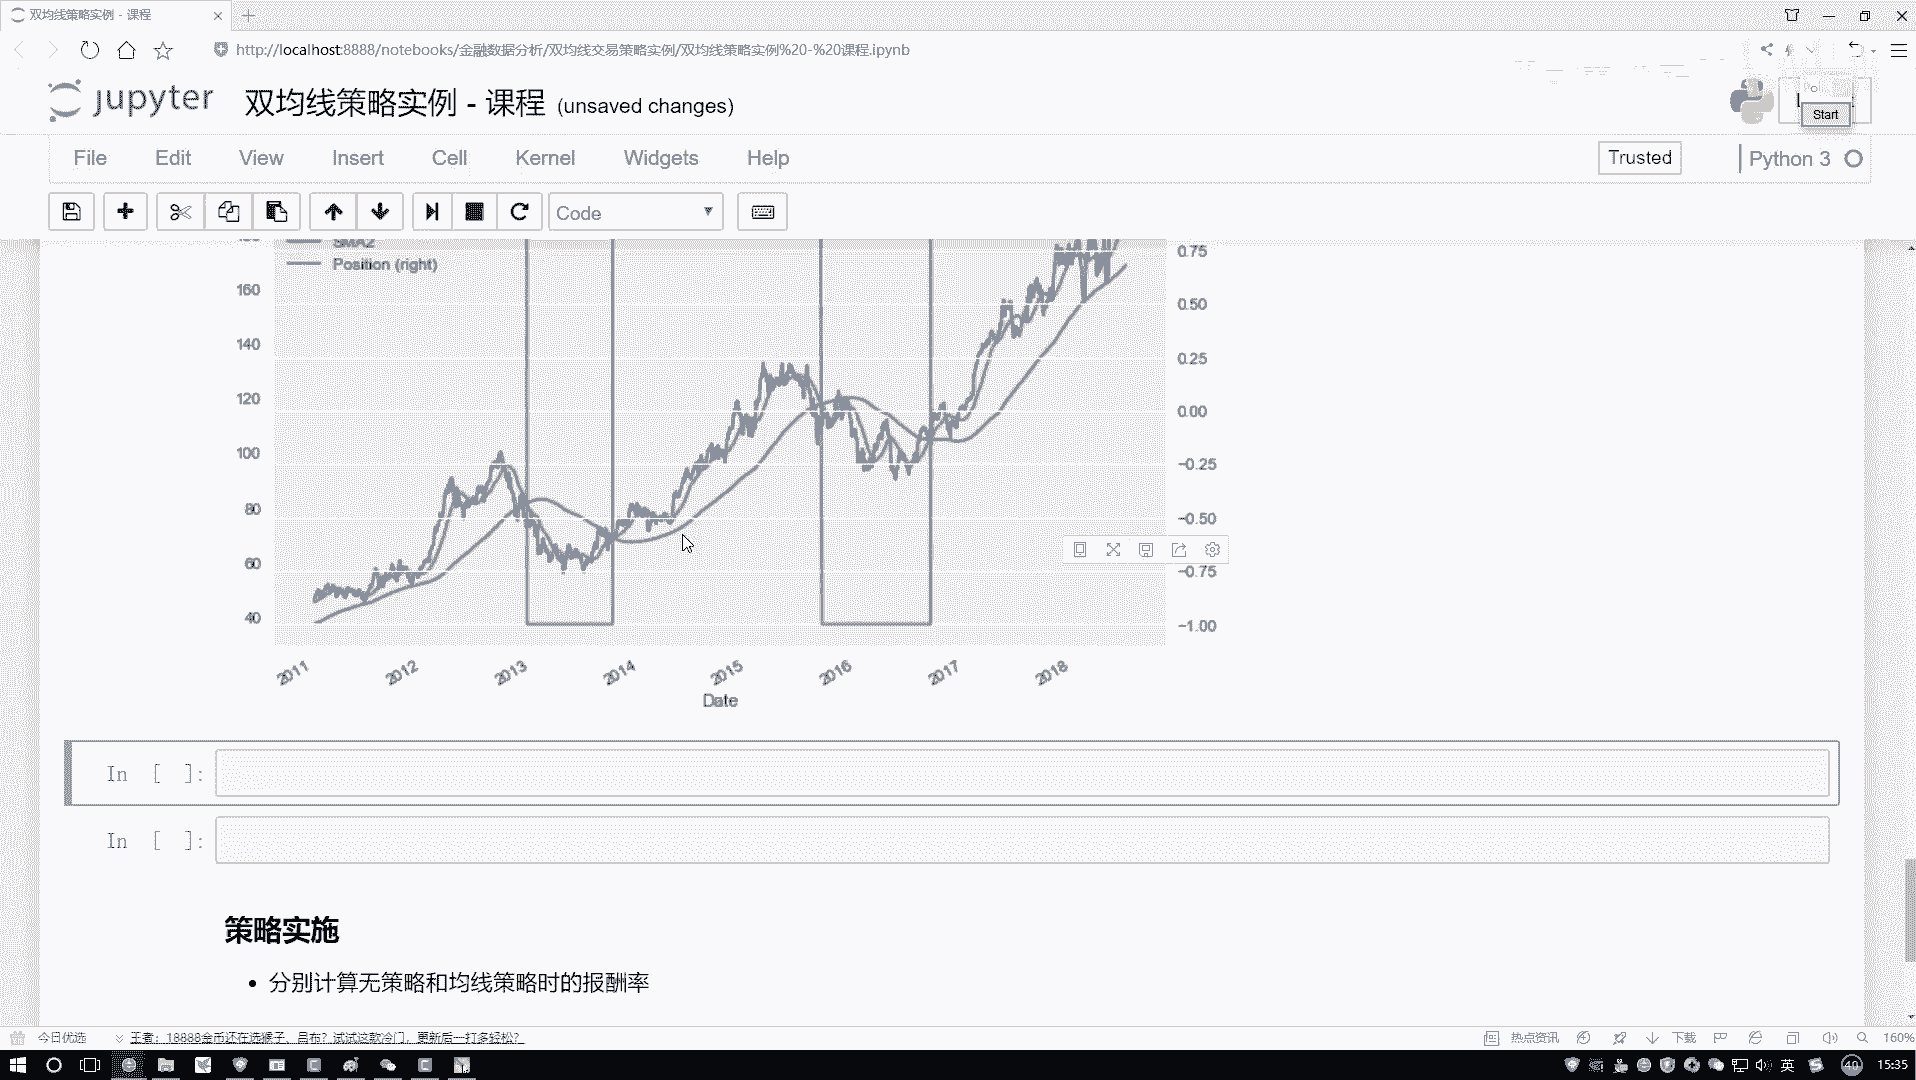 双均线策略实例 - 课程
http://localhost:8888/notebooks/金融数据分析/双均线交易策略实例/双均线策略实例%20-%20课程.ipynb
jupyter 双均线策略实例 - 课程 (unsaved changes)
Start
File Edit View Insert Cell Kernel Widgets Help
Trusted
Python 3
Code
SMA2
Position (right)
160
140
120
100
80
60
40
0.75
0.50
0.25
0.00
−0.25
−0.50
−0.75
−1.00
2011 2012 2013 2014 2015 2016 2017 2018
Date
In [ ]:
In [ ]:
策略实施
• 分别计算无策略和均线策略时的报酬率
今日优选
王者：18888金币还在选猴子、吕布？试试这款冷门，更新后一打多轻松？
热点资讯
下载
160%
英
40
15:35